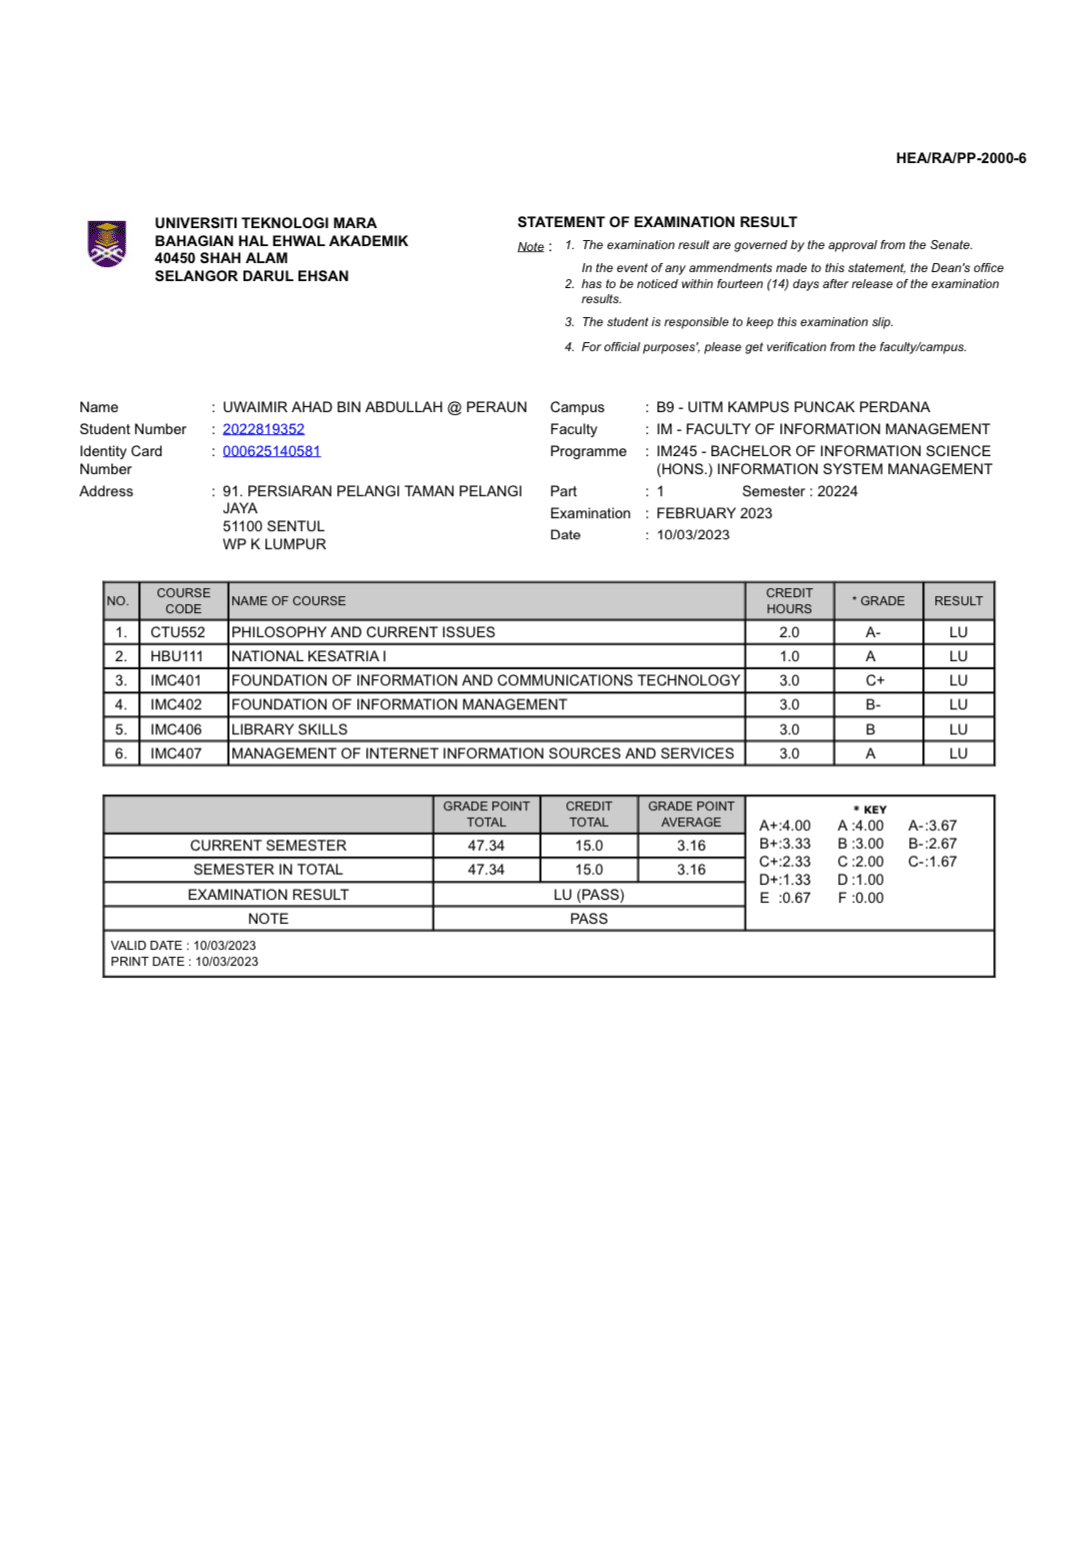 HEA/RA/PP-2000-6
UNIVERSITI TEKNOLOGI MARA
BAHAGIAN HAL EHWAL AKADEMIK
40450 SHAH ALAM
SELANGOR DARUL EHSAN
STATEMENT OF EXAMINATION RESULT
Note : 1. The examination result are governed by the approval from the Senate.
In the event of any ammendments made to this statement, the Dean's office
2. has to be noticed within fourteen (14) days after release of the examination
results.
3. The student is responsible to keep this examination slip.
4. For official purposes', please get verification from the faculty/campus.
Name : UWAIMIR AHAD BIN ABDULLAH @ PERAUN
Student Number : 2022819352
Identity Card : 000625140581
Number
Address : 91. PERSIARAN PELANGI TAMAN PELANGI
JAYA
51100 SENTUL
WP K LUMPUR
Campus : B9 - UITM KAMPUS PUNCAK PERDANA
Faculty : IM - FACULTY OF INFORMATION MANAGEMENT
Programme : IM245 - BACHELOR OF INFORMATION SCIENCE
(HONS.) INFORMATION SYSTEM MANAGEMENT
Part : 1 Semester : 20224
Examination : FEBRUARY 2023
Date : 10/03/2023
NO. COURSE CODE NAME OF COURSE CREDIT HOURS * GRADE RESULT
1. CTU552 PHILOSOPHY AND CURRENT ISSUES 2.0 A- LU
2. HBU111 NATIONAL KESATRIA I 1.0 A LU
3. IMC401 FOUNDATION OF INFORMATION AND COMMUNICATIONS TECHNOLOGY 3.0 C+ LU
4. IMC402 FOUNDATION OF INFORMATION MANAGEMENT 3.0 B- LU
5. IMC406 LIBRARY SKILLS 3.0 B LU
6. IMC407 MANAGEMENT OF INTERNET INFORMATION SOURCES AND SERVICES 3.0 A LU
GRADE POINT TOTAL CREDIT TOTAL GRADE POINT AVERAGE
CURRENT SEMESTER 47.34 15.0 3.16
SEMESTER IN TOTAL 47.34 15.0 3.16
EXAMINATION RESULT LU (PASS)
NOTE PASS
* KEY
A+:4.00 A :4.00 A-:3.67
B+:3.33 B :3.00 B-:2.67
C+:2.33 C :2.00 C-:1.67
D+:1.33 D :1.00
E :0.67 F :0.00
VALID DATE : 10/03/2023
PRINT DATE : 10/03/2023